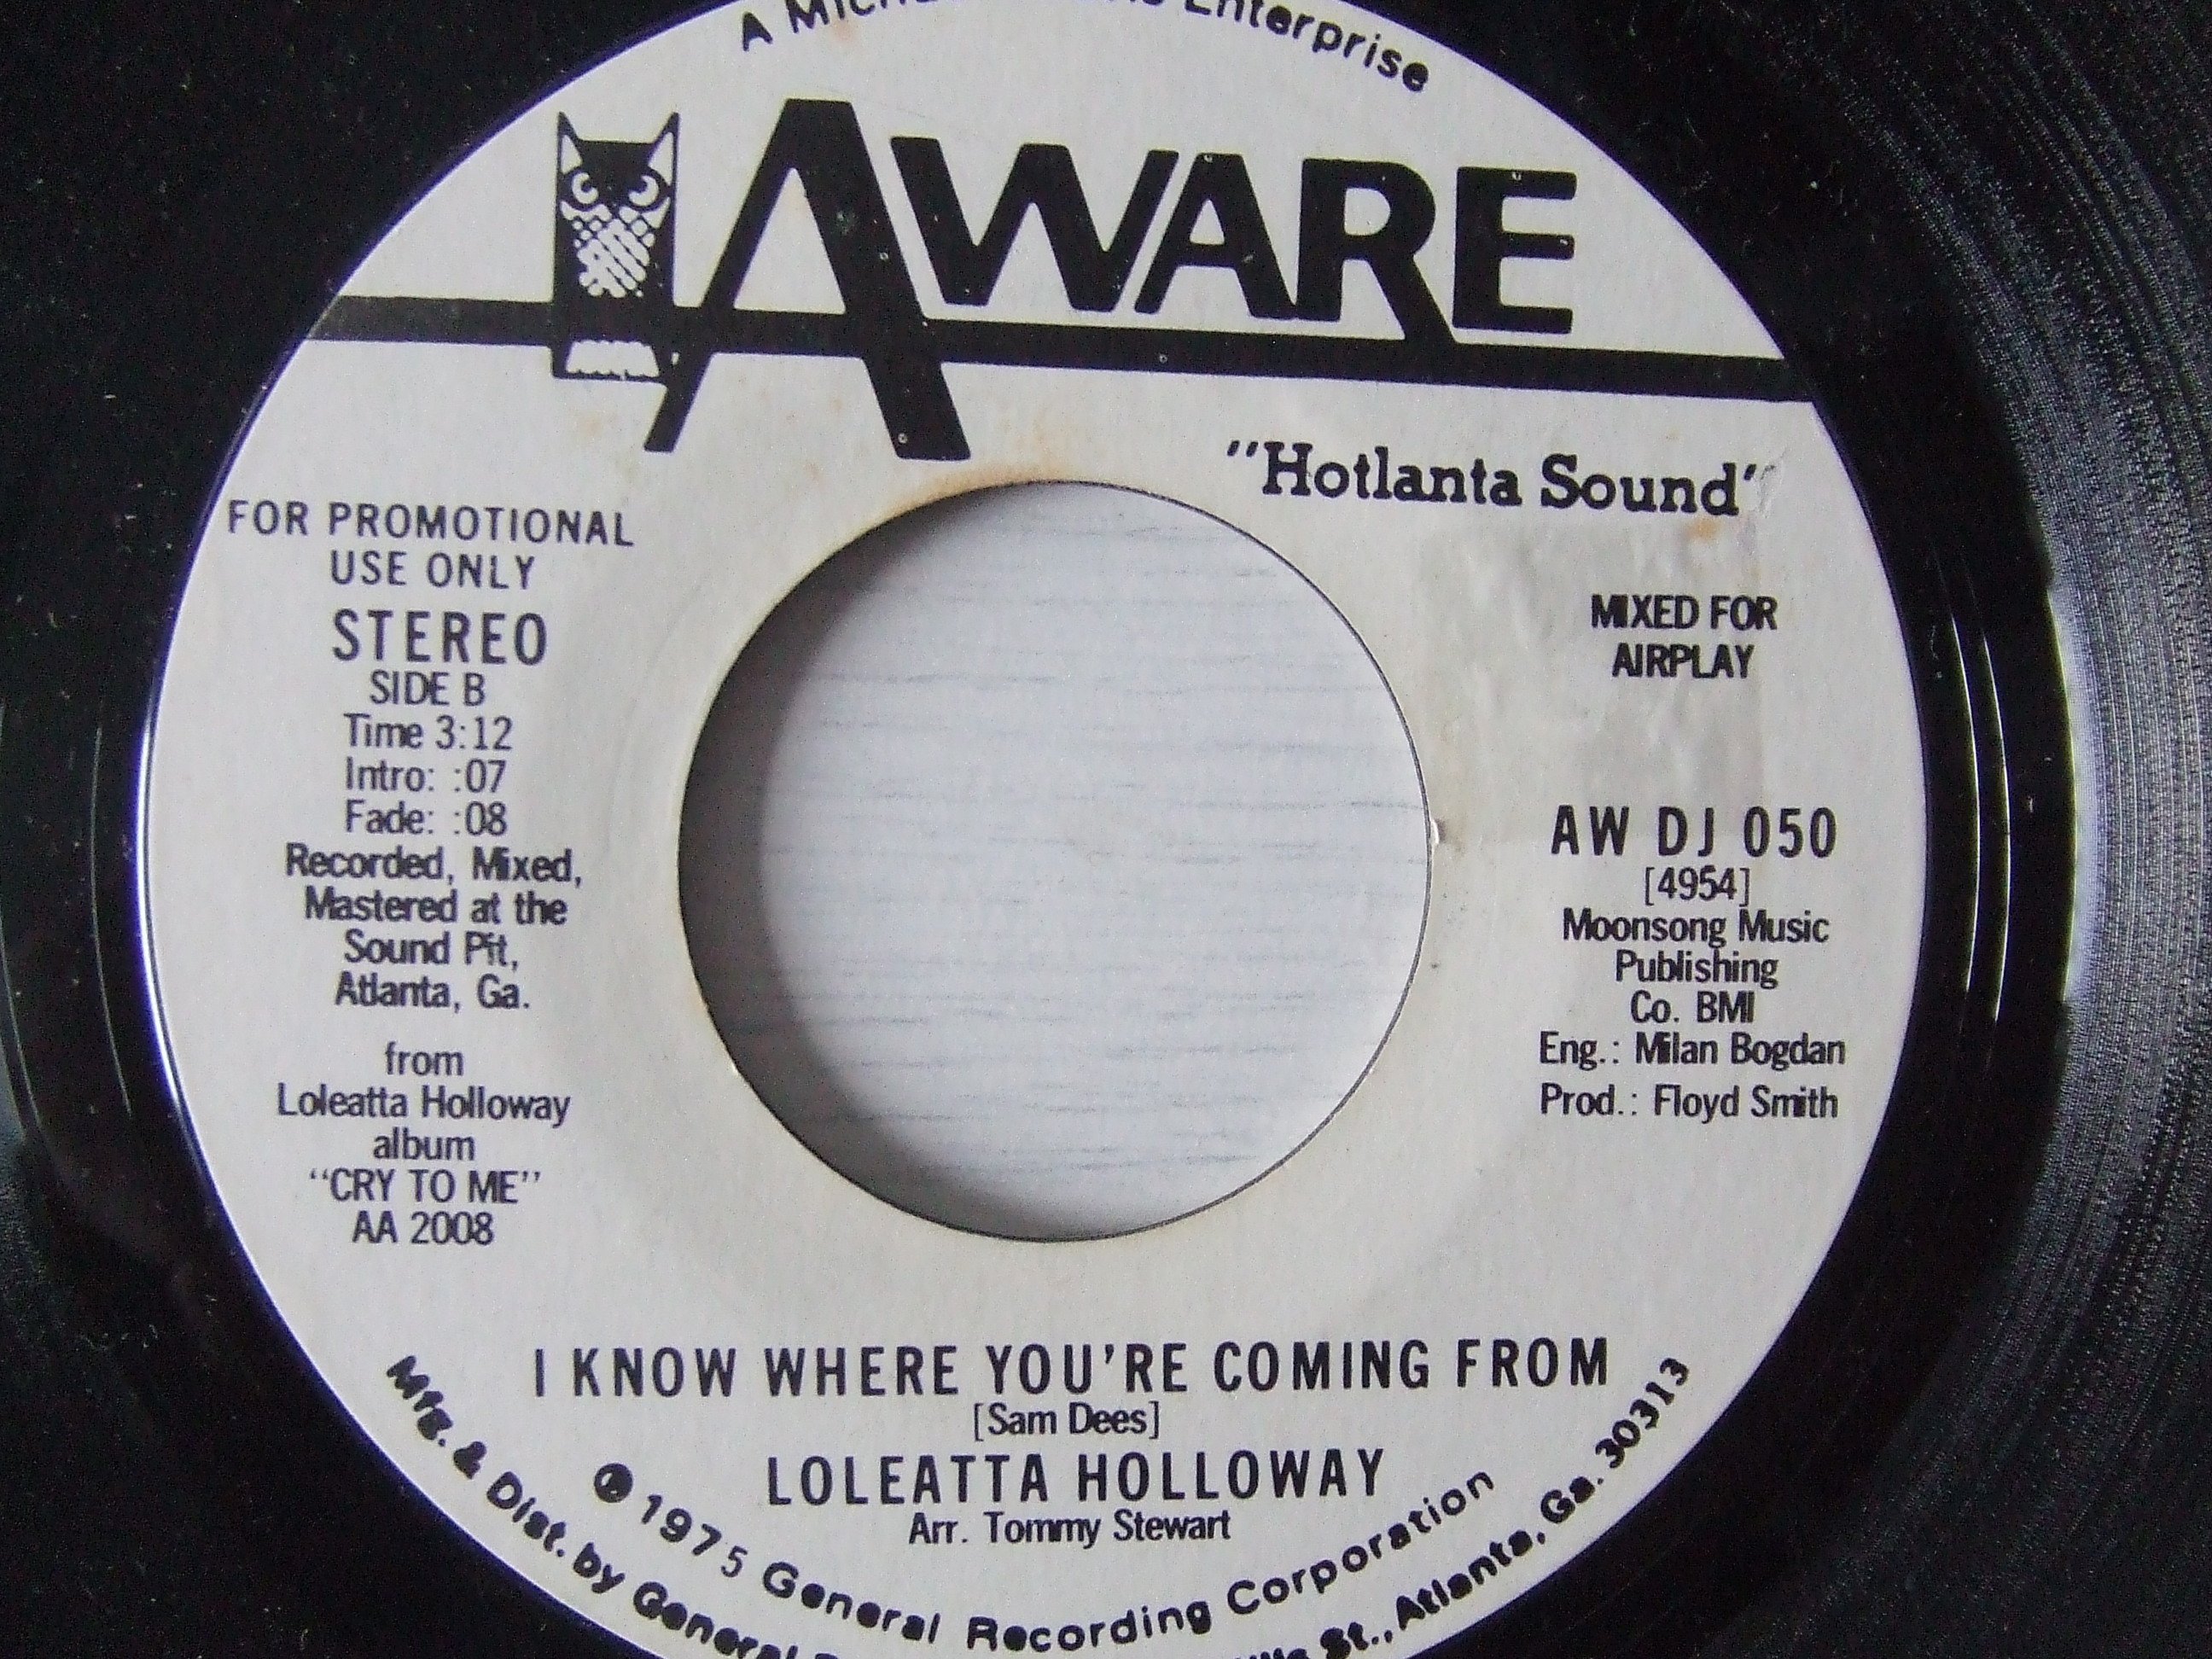 A Enterprise
AWARE
"Hotlanta Sound"
FOR PROMOTIONAL
USE ONLY
STEREO
SIDE B
Time 3:12
Intro: :07
Fade: :08
Recorded, Mixed,
Mastered at the
Sound Pit,
Atlanta, Ga.
from
Loleatta Holloway
album
"CRY TO ME"
AA 2008
MIXED FOR
AIRPLAY
AW DJ 050
[4954]
Moonsong Music
Publishing
Co. BMI
Eng.: Milan Bogdan
Prod.: Floyd Smith
I KNOW WHERE YOU'RE COMING FROM
[Sam Dees]
LOLEATTA HOLLOWAY
Arr. Tommy Stewart
℗ 1975 General Recording Corporation
Mfg. & Dist. by General St., Atlanta, Ga. 30313